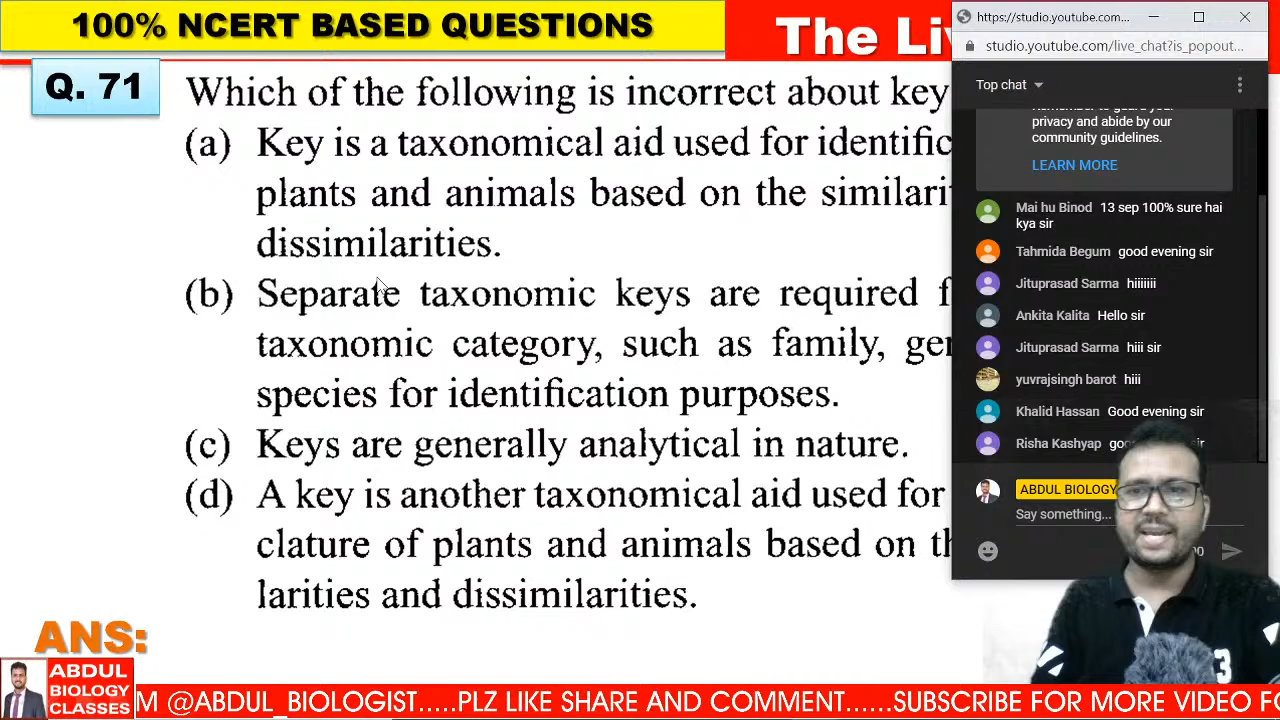 100% NCERT BASED QUESTIONS
The
Q. 71
Which of the following is incorrect about key
(a) Key is a taxonomical aid used for
plants and animals based on the
dissimilarities.
(b) Separate taxonomic keys are required
taxonomic category, such as family,
species for identification purposes.
(c) Keys are generally analytical in nature.
(d) A key is another taxonomical aid used for
clature of plants and animals based on
larities and dissimilarities.
ANS:
ABDUL
BIOLOGY
CLASSES
M @ABDUL_BIOLOGIST.....PLZ LIKE SHARE AND COMMENT......SUBSCRIBE FOR MORE VIDEO
https://studio.youtube.com...
studio.youtube.com/live_chat?is_popout...
Top chat
privacy and abide by our
community guidelines.
LEARN MORE
Mai hu Binod 13 sep 100% sure hai
kya sir
Tahmida Begum good evening sir
Jituprasad Sarma hiiiiiii
Ankita Kalita Hello sir
Jituprasad Sarma hiii sir
yuvrajsingh barot hiii
Khalid Hassan Good evening sir
Risha Kashyap sir
ABDUL BIOLOGY
Say something...